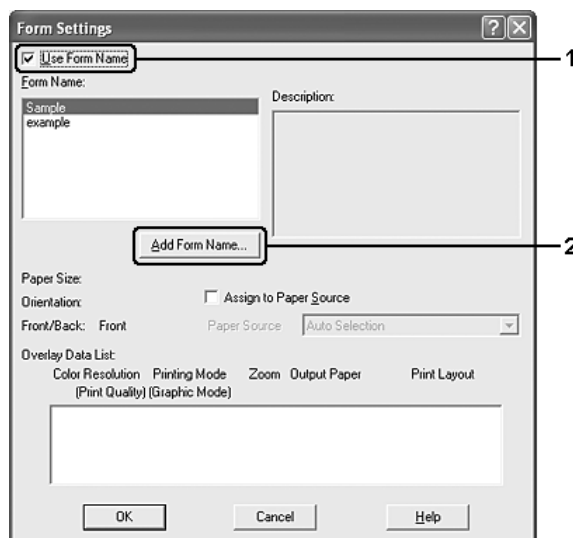 Form Settings
Use Form Name
1
Form Name:
Description:
Sample
example
Add Form Name...
2
Paper Size:
Orientation:
Assign to Paper Source
Front/Back: Front
Paper Source
Auto Selection
Overlay Data List:
Color Resolution Printing Mode Zoom Output Paper Print Layout
(Print Quality) (Graphic Mode)
OK Cancel Help